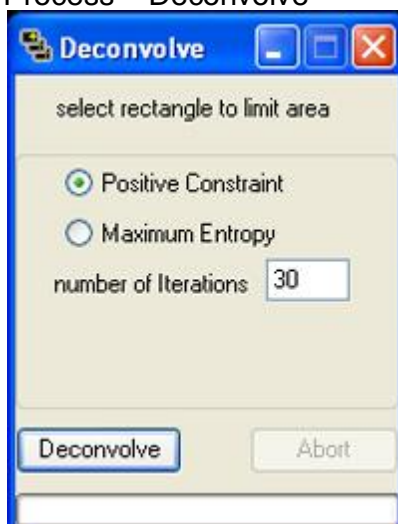 Process – Deconvolve
Deconvolve
select rectangle to limit area
Positive Constraint
Maximum Entropy
number of Iterations 30
Deconvolve Abort